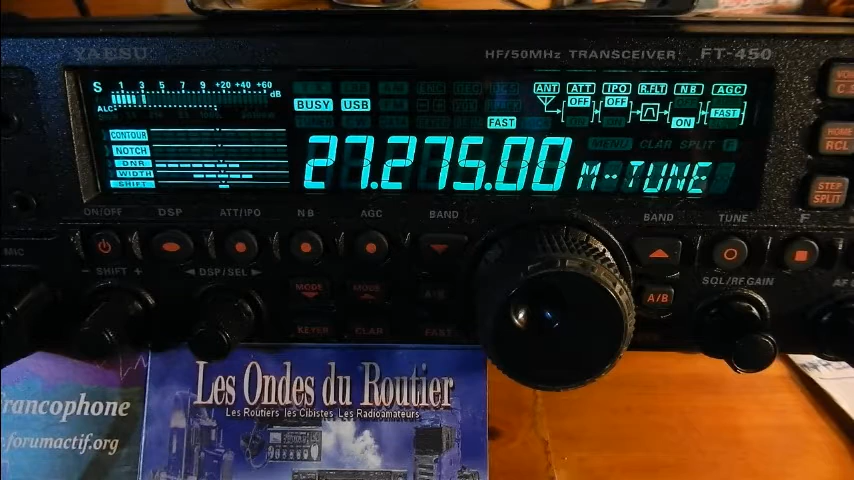 YAESU
HF/50MHz TRANSCEIVER FT-450
S 1 3 5 7 9 +20 +40 +60 dB
ALC
BUSY USB
FAST
ANT ATT IPO R.FLT NB AGC
OFF OFF ON FAST
CONTOUR
NOTCH
DNR
WIDTH
SHIFT
MENU CLAR SPLIT F
27.275.00 M-TUNE
HOME
RCL
STEP
SPLIT
ON/OFF DSP ATT/IPO NB AGC BAND BAND TUNE F
MIC
− SHIFT + ◄DSP/SEL► MODE MODE A/B SQL/RF GAIN AF
KEYER CLAR FAST
Les Ondes du Routier
Les Routiers les Cibistes Les Radioamateurs
rancophone
.forumactif.org